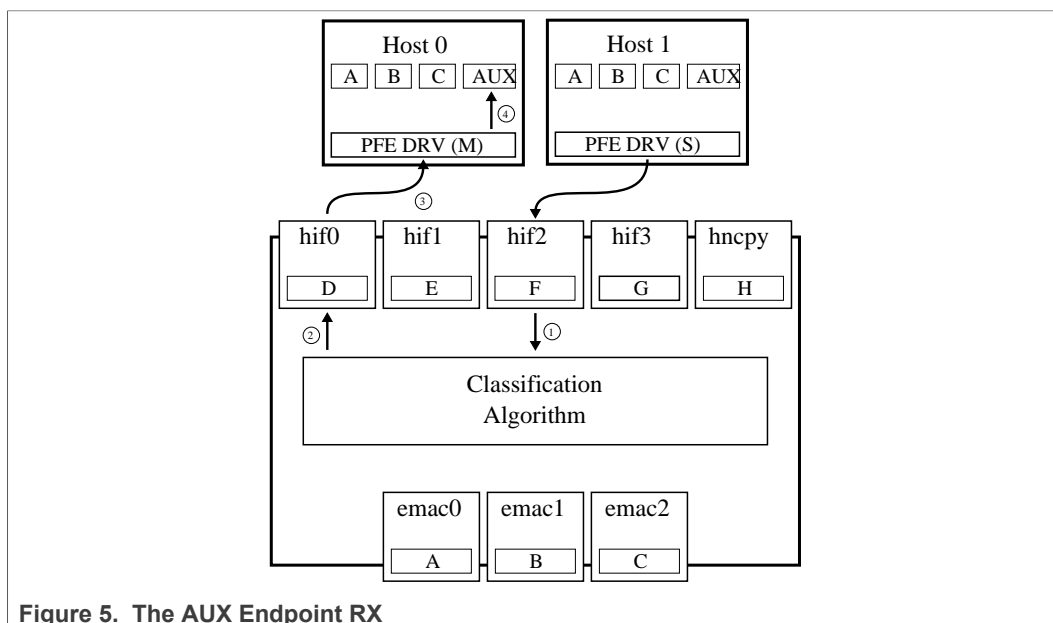 Host 0
Host 1
A B C AUX
A B C AUX
④
PFE DRV (M)
PFE DRV (S)
③
hif0 hif1 hif2 hif3 hncpy
D E F G H
② ①
Classification
Algorithm
emac0 emac1 emac2
A B C
Figure 5. The AUX Endpoint RX